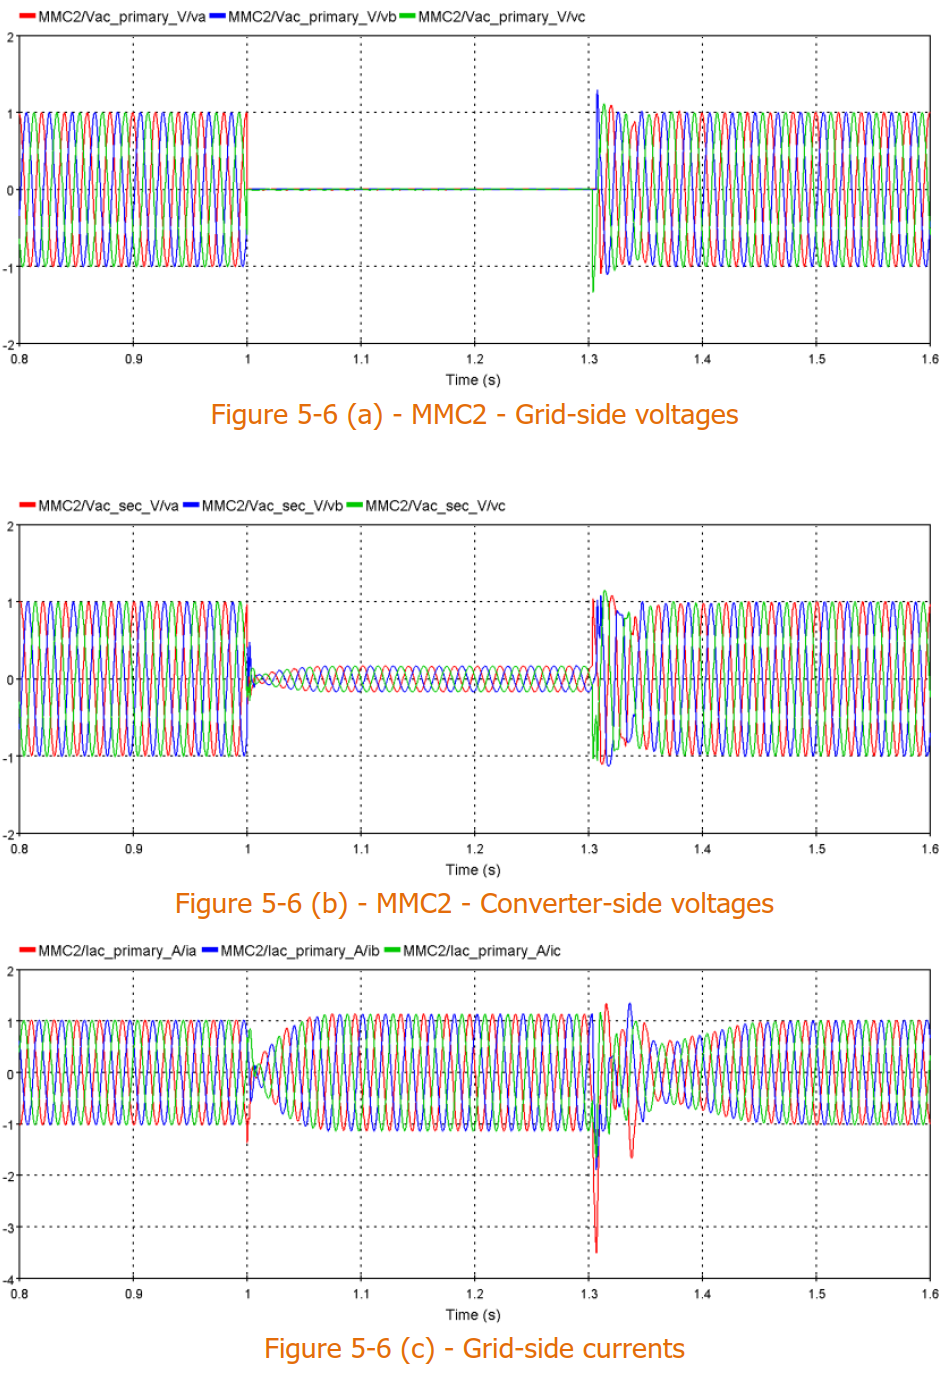 MMC2/Vac_primary_V/va MMC2/Vac_primary_V/vb MMC2/Vac_primary_V/vc
2
1
0
-1
-2
0.8 0.9 1 1.1 1.2 1.3 1.4 1.5 1.6
Time (s)
Figure 5-6 (a) - MMC2 - Grid-side voltages
MMC2/Vac_sec_V/va MMC2/Vac_sec_V/vb MMC2/Vac_sec_V/vc
2
1
0
-1
-2
0.8 0.9 1 1.1 1.2 1.3 1.4 1.5 1.6
Time (s)
Figure 5-6 (b) - MMC2 - Converter-side voltages
MMC2/Iac_primary_A/ia MMC2/Iac_primary_A/ib MMC2/Iac_primary_A/ic
2
1
0
-1
-2
-3
-4
0.8 0.9 1 1.1 1.2 1.3 1.4 1.5 1.6
Time (s)
Figure 5-6 (c) - Grid-side currents